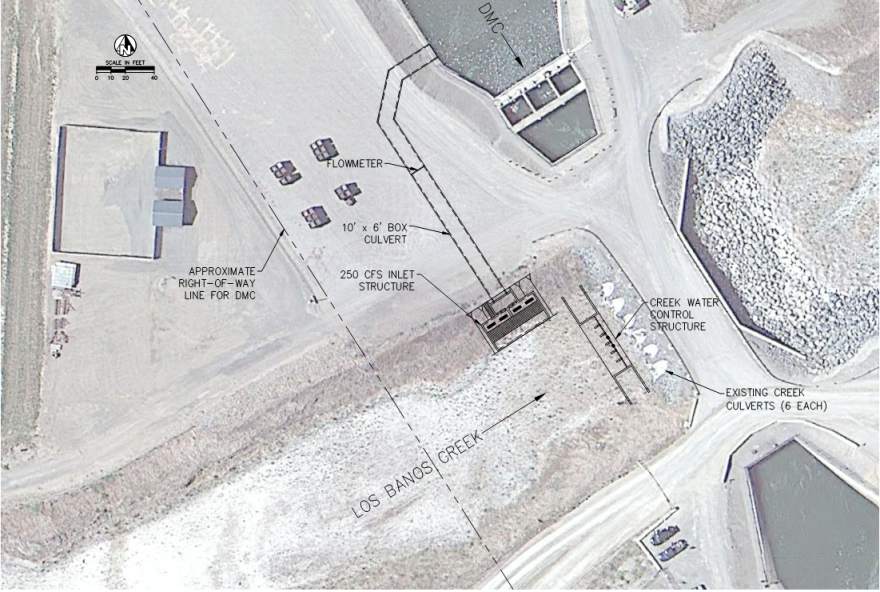 DMC
N
SCALE IN FEET
0 10 20 40
FLOWMETER
10' x 6' BOX
CULVERT
APPROXIMATE
RIGHT-OF-WAY
LINE FOR DMC
250 CFS INLET
STRUCTURE
CREEK WATER
CONTROL
STRUCTURE
EXISTING CREEK
CULVERTS (6 EACH)
LOS BANOS CREEK